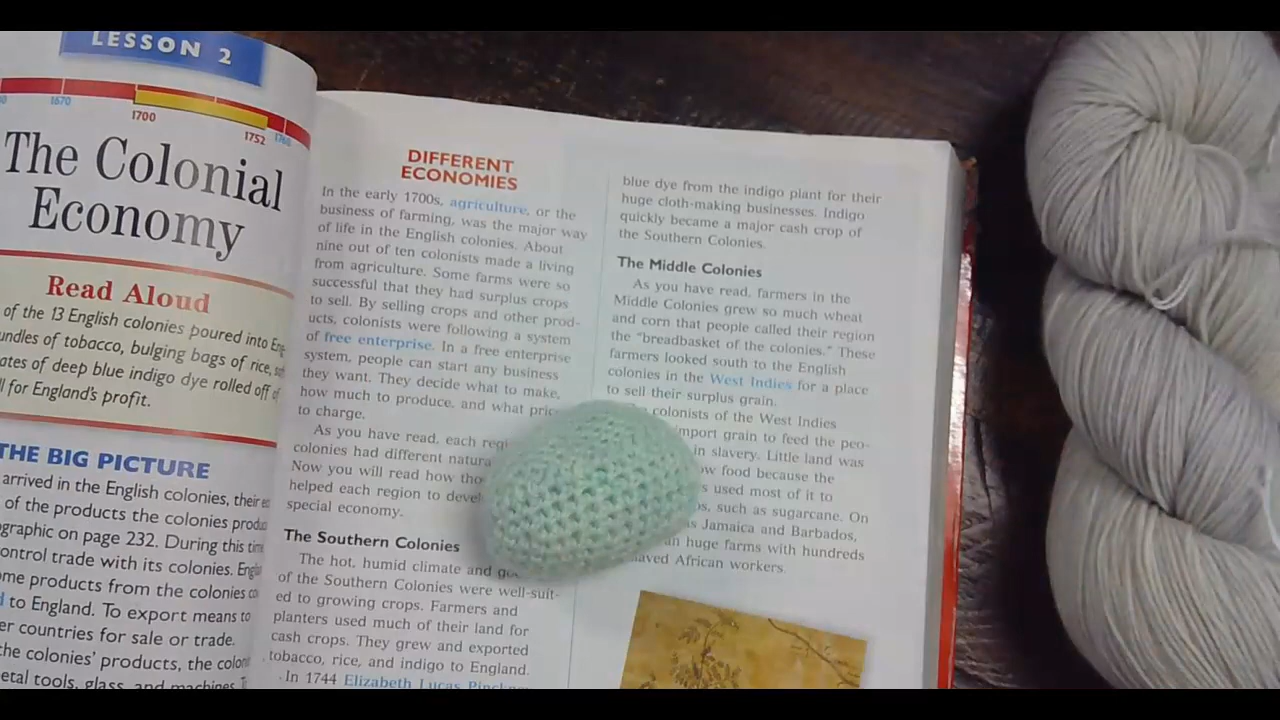 LESSON 2
1670
1700
1752
The Colonial
Economy
Read Aloud
of the 13 English colonies poured into
of tobacco, bulging bags of rice,
of deep blue indigo dye rolled off
for England's profit.
THE BIG PICTURE
arrived in the English colonies, their
of the products the colonies
on page 232. During this
trade with its colonies.
products from the colonies
to England. To export means to
countries for sale or trade.
the colonies' products, the
tools, glass, and machines.
DIFFERENT
ECONOMIES
In the early 1700s, agriculture, or the
business of farming, was the major way
of life in the English colonies. About
nine out of ten colonists made a living
from agriculture. Some farms were so
successful that they had surplus crops
to sell. By selling crops and other prod-
ucts, colonists were following a system
of free enterprise. In a free enterprise
system, people can start any business
they want. They decide what to make,
how much to produce, and what
to charge.
As you have read, each
colonies had different
Now you will read how
helped each region to
special economy.
The Southern Colonies
The hot, humid climate and
of the Southern Colonies were well-suit-
ed to growing crops. Farmers and
planters used much of their land for
cash crops. They grew and exported
tobacco, rice, and indigo to England.
In 1744 Elizabeth Lucas
blue dye from the indigo plant for their
huge cloth-making businesses. Indigo
quickly became a major cash crop of
the Southern Colonies.
The Middle Colonies
As you have read, farmers in the
Middle Colonies grew so much wheat
and corn that people called their region
the "breadbasket of the colonies." These
farmers looked south to the English
colonies in the West Indies for a place
to sell their surplus grain.
colonists of the West Indies
import grain to feed the peo-
in slavery. Little land was
food because the
used most of it to
such as sugarcane. On
Jamaica and Barbados,
huge farms with hundreds
African workers.